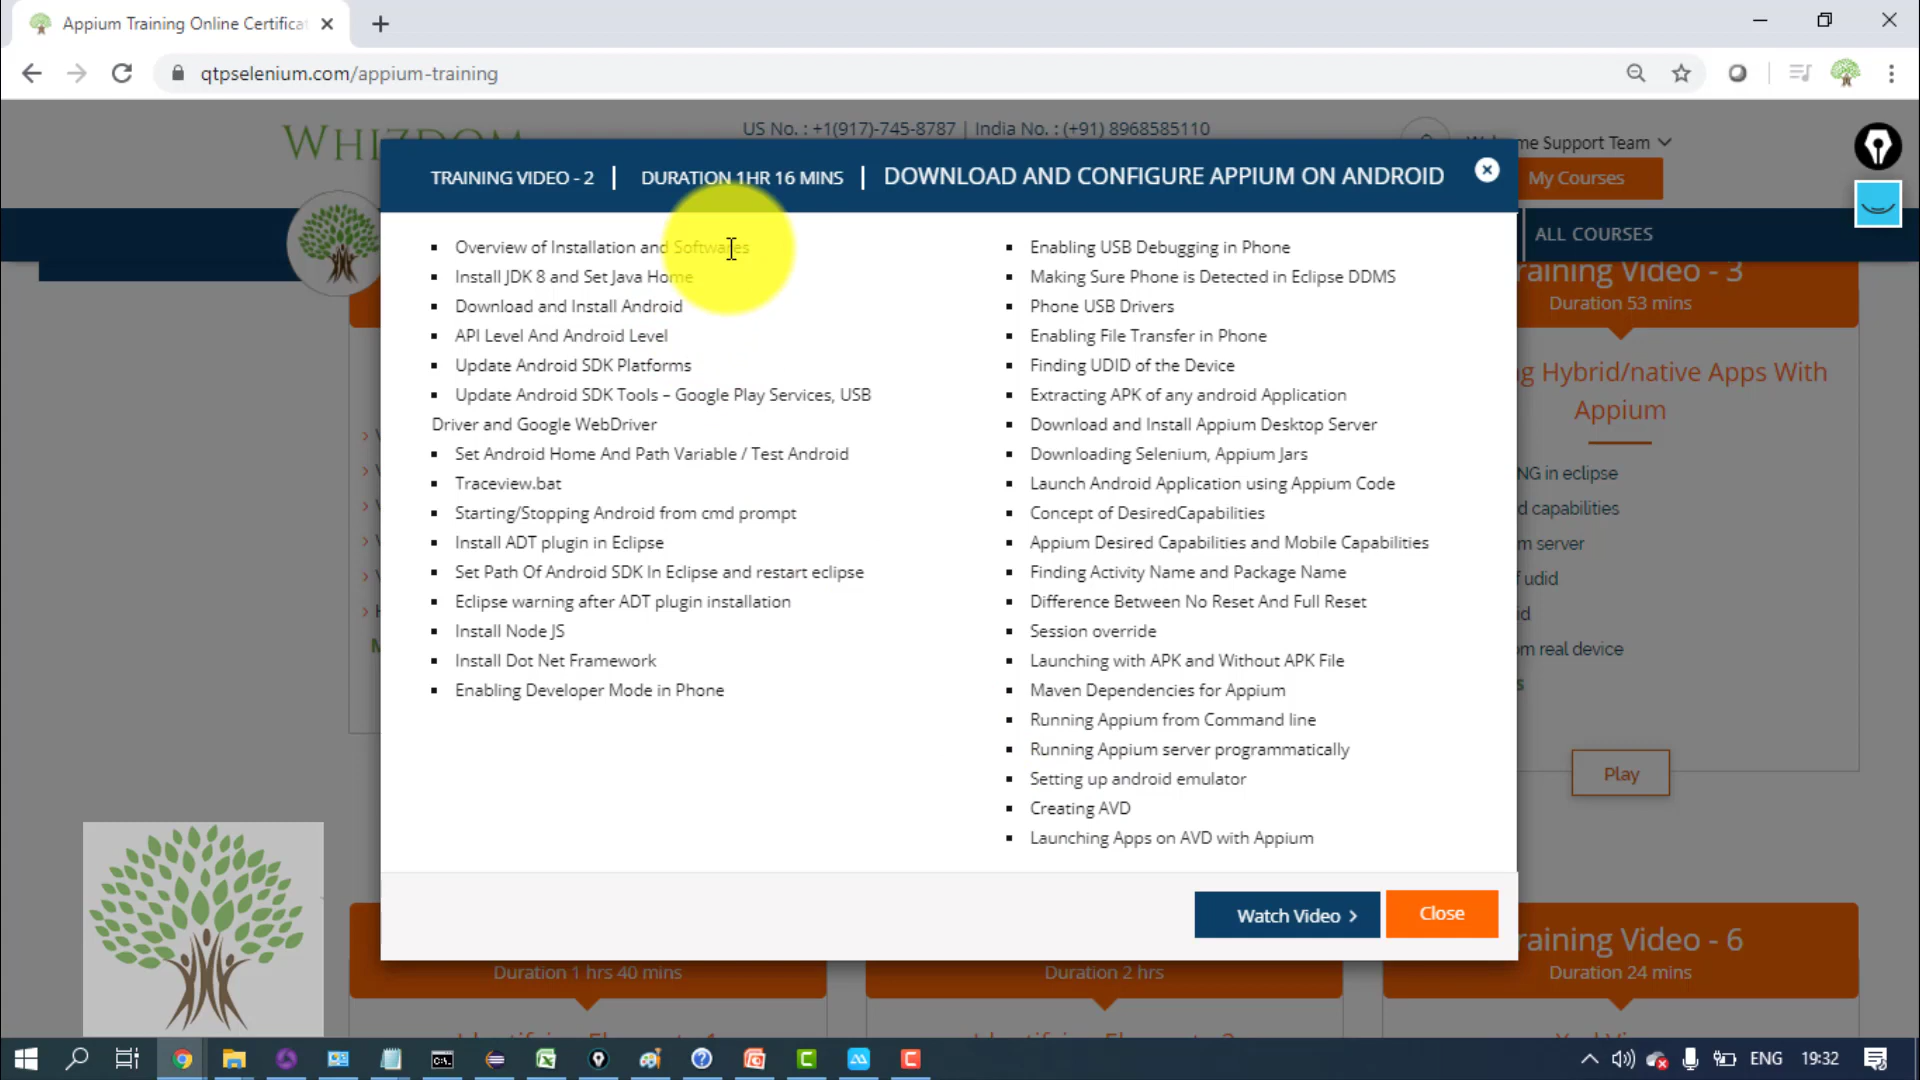 Appium Training Online Certifica
qtpselenium.com/appium-training
WHIZDOM
US No. : +1(917)-745-8787 | India No. : (+91) 8968585110
me Support Team
My Courses
ALL COURSES
TRAINING VIDEO - 2 | DURATION 1HR 16 MINS | DOWNLOAD AND CONFIGURE APPIUM ON ANDROID
▪ Overview of Installation and Softwares
▪ Install JDK 8 and Set Java Home
▪ Download and Install Android
▪ API Level And Android Level
▪ Update Android SDK Platforms
▪ Update Android SDK Tools – Google Play Services, USB
Driver and Google WebDriver
▪ Set Android Home And Path Variable / Test Android
▪ Traceview.bat
▪ Starting/Stopping Android from cmd prompt
▪ Install ADT plugin in Eclipse
▪ Set Path Of Android SDK In Eclipse and restart eclipse
▪ Eclipse warning after ADT plugin installation
▪ Install Node JS
▪ Install Dot Net Framework
▪ Enabling Developer Mode in Phone
▪ Enabling USB Debugging in Phone
▪ Making Sure Phone is Detected in Eclipse DDMS
▪ Phone USB Drivers
▪ Enabling File Transfer in Phone
▪ Finding UDID of the Device
▪ Extracting APK of any android Application
▪ Download and Install Appium Desktop Server
▪ Downloading Selenium, Appium Jars
▪ Launch Android Application using Appium Code
▪ Concept of DesiredCapabilities
▪ Appium Desired Capabilities and Mobile Capabilities
▪ Finding Activity Name and Package Name
▪ Difference Between No Reset And Full Reset
▪ Session override
▪ Launching with APK and Without APK File
▪ Maven Dependencies for Appium
▪ Running Appium from Command line
▪ Running Appium server programmatically
▪ Setting up android emulator
▪ Creating AVD
▪ Launching Apps on AVD with Appium
Watch Video ›
Close
raining Video - 3
Duration 53 mins
g Hybrid/native Apps With
Appium
NG in eclipse
d capabilities
m server
f udid
id
om real device
s
Play
Duration 1 hrs 40 mins
Duration 2 hrs
raining Video - 6
Duration 24 mins
ENG
19:32